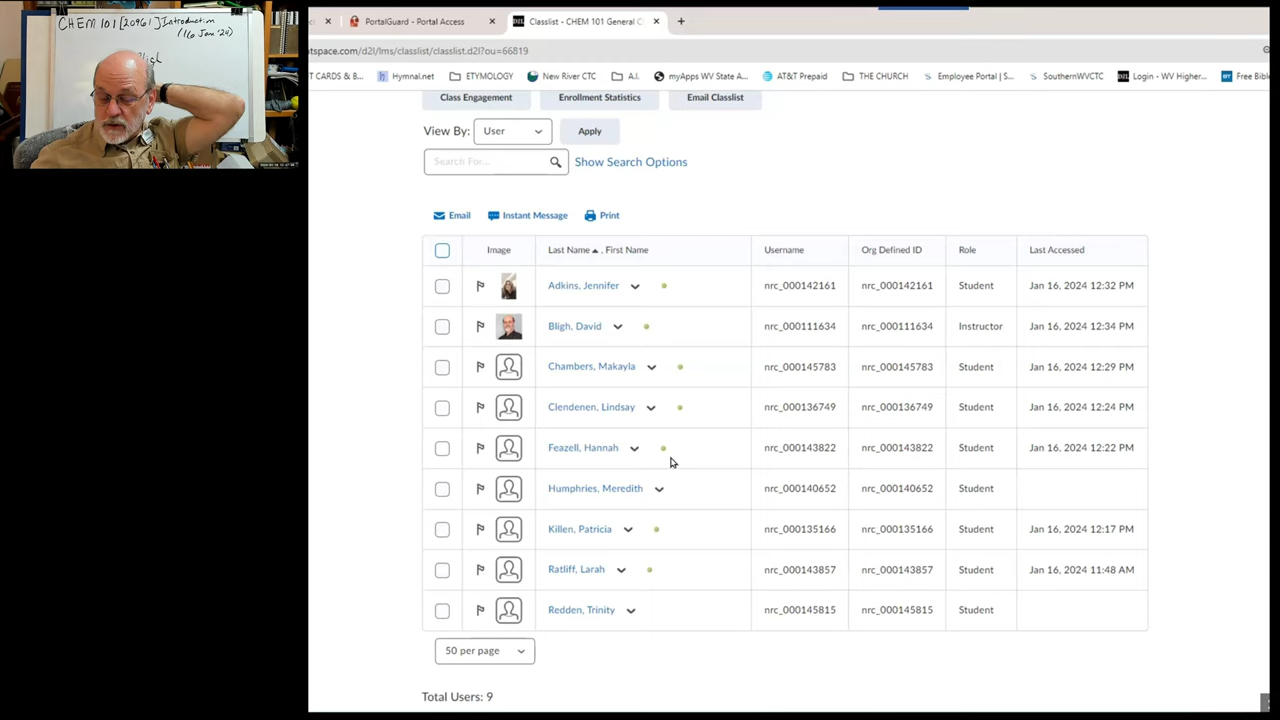 CHEM 101 [20961] Introduction
(16 Jan '24)
PortalGuard - Portal Access
Classlist - CHEM 101 General C
tspace.com/d2l/lms/classlist/classlist.d2l?ou=66819
T CARDS & B...
Hymnal.net
ETYMOLOGY
New River CTC
A.I.
myApps WV State A...
AT&T Prepaid
THE CHURCH
Employee Portal | S...
SouthernWVCTC
D2L Login - WV Higher...
Free Bible
Class Engagement
Enrollment Statistics
Email Classlist
View By: User Apply
Search For... Show Search Options
Email Instant Message Print
Image Last Name , First Name Username Org Defined ID Role Last Accessed
Adkins, Jennifer nrc_000142161 nrc_000142161 Student Jan 16, 2024 12:32 PM
Bligh, David nrc_000111634 nrc_000111634 Instructor Jan 16, 2024 12:34 PM
Chambers, Makayla nrc_000145783 nrc_000145783 Student Jan 16, 2024 12:29 PM
Clendenen, Lindsay nrc_000136749 nrc_000136749 Student Jan 16, 2024 12:24 PM
Feazell, Hannah nrc_000143822 nrc_000143822 Student Jan 16, 2024 12:22 PM
Humphries, Meredith nrc_000140652 nrc_000140652 Student
Killen, Patricia nrc_000135166 nrc_000135166 Student Jan 16, 2024 12:17 PM
Ratliff, Larah nrc_000143857 nrc_000143857 Student Jan 16, 2024 11:48 AM
Redden, Trinity nrc_000145815 nrc_000145815 Student
50 per page
Total Users: 9